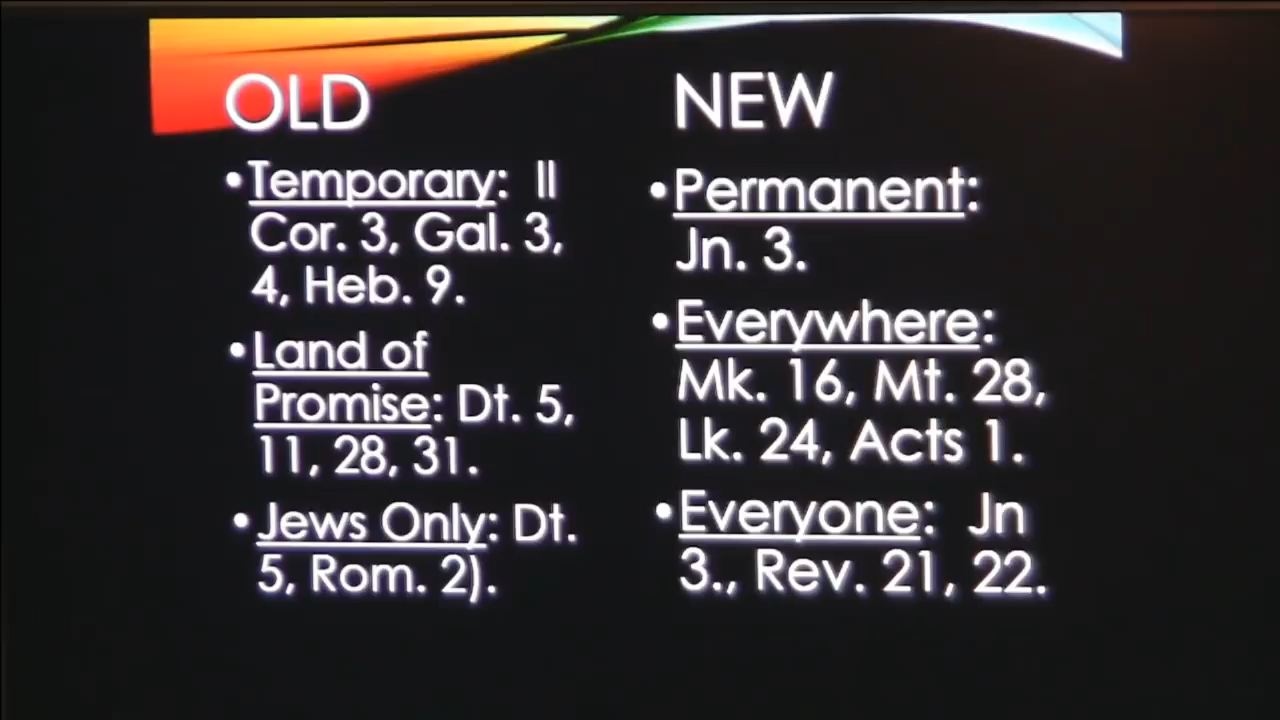 OLD
•Temporary: II
Cor. 3, Gal. 3,
4, Heb. 9.
•Land of
Promise: Dt. 5,
11, 28, 31.
•Jews Only: Dt.
5, Rom. 2).
NEW
•Permanent:
Jn. 3.
•Everywhere:
Mk. 16, Mt. 28,
Lk. 24, Acts 1.
•Everyone: Jn
3., Rev. 21, 22.